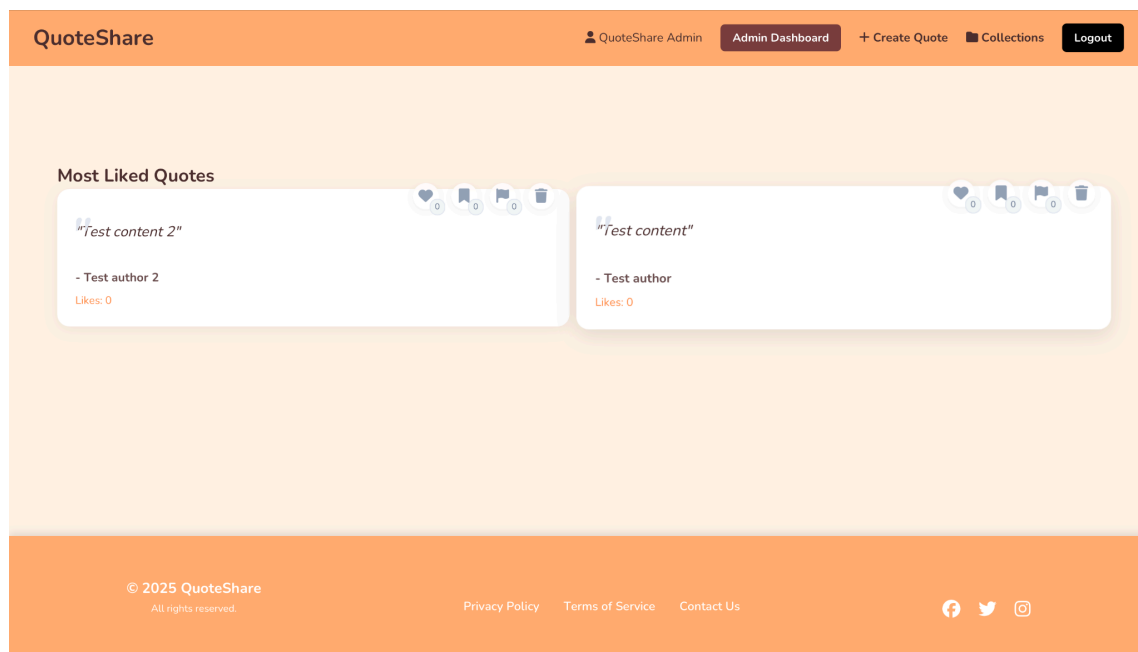 QuoteShare
QuoteShare Admin
Admin Dashboard
+ Create Quote
Collections
Logout
Most Liked Quotes
0
0
0
"
"Test content 2"
- Test author 2
Likes: 0
0
0
0
"
"Test content"
- Test author
Likes: 0
© 2025 QuoteShare
All rights reserved.
Privacy Policy
Terms of Service
Contact Us